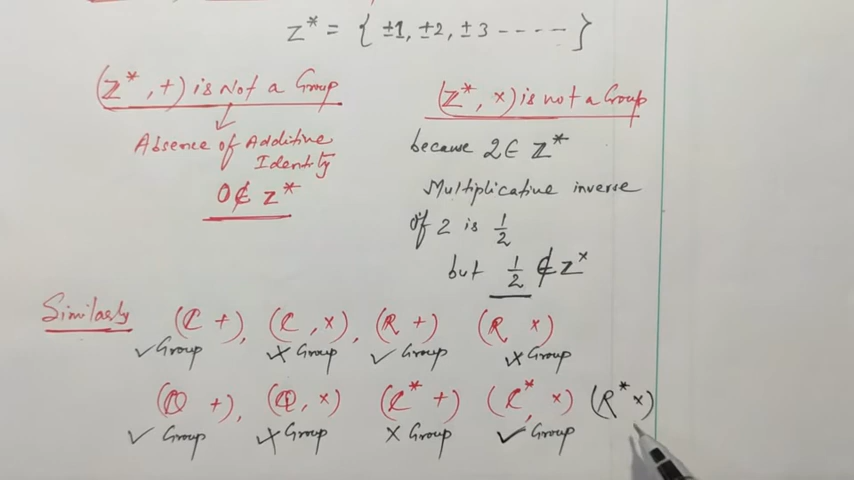 Z* = { ±1, ±2, ±3 ----- }
(Z*, +) is Not a Group
Absence of Additive
Identity
0 ∉ Z*
(Z*, ×) is not a Group
because 2 ∈ Z*
Multiplicative inverse
of 2 is 1/2
but 1/2 ∉ Z*
Similarly (ℂ +), (ℂ, ×), (ℝ +) (ℝ ×)
✓Group ×Group ✓Group ×Group
(ℚ +), (ℚ, ×) (ℂ* +) (ℂ*, ×) (ℝ* ×)
✓Group ×Group ×Group ✓Group